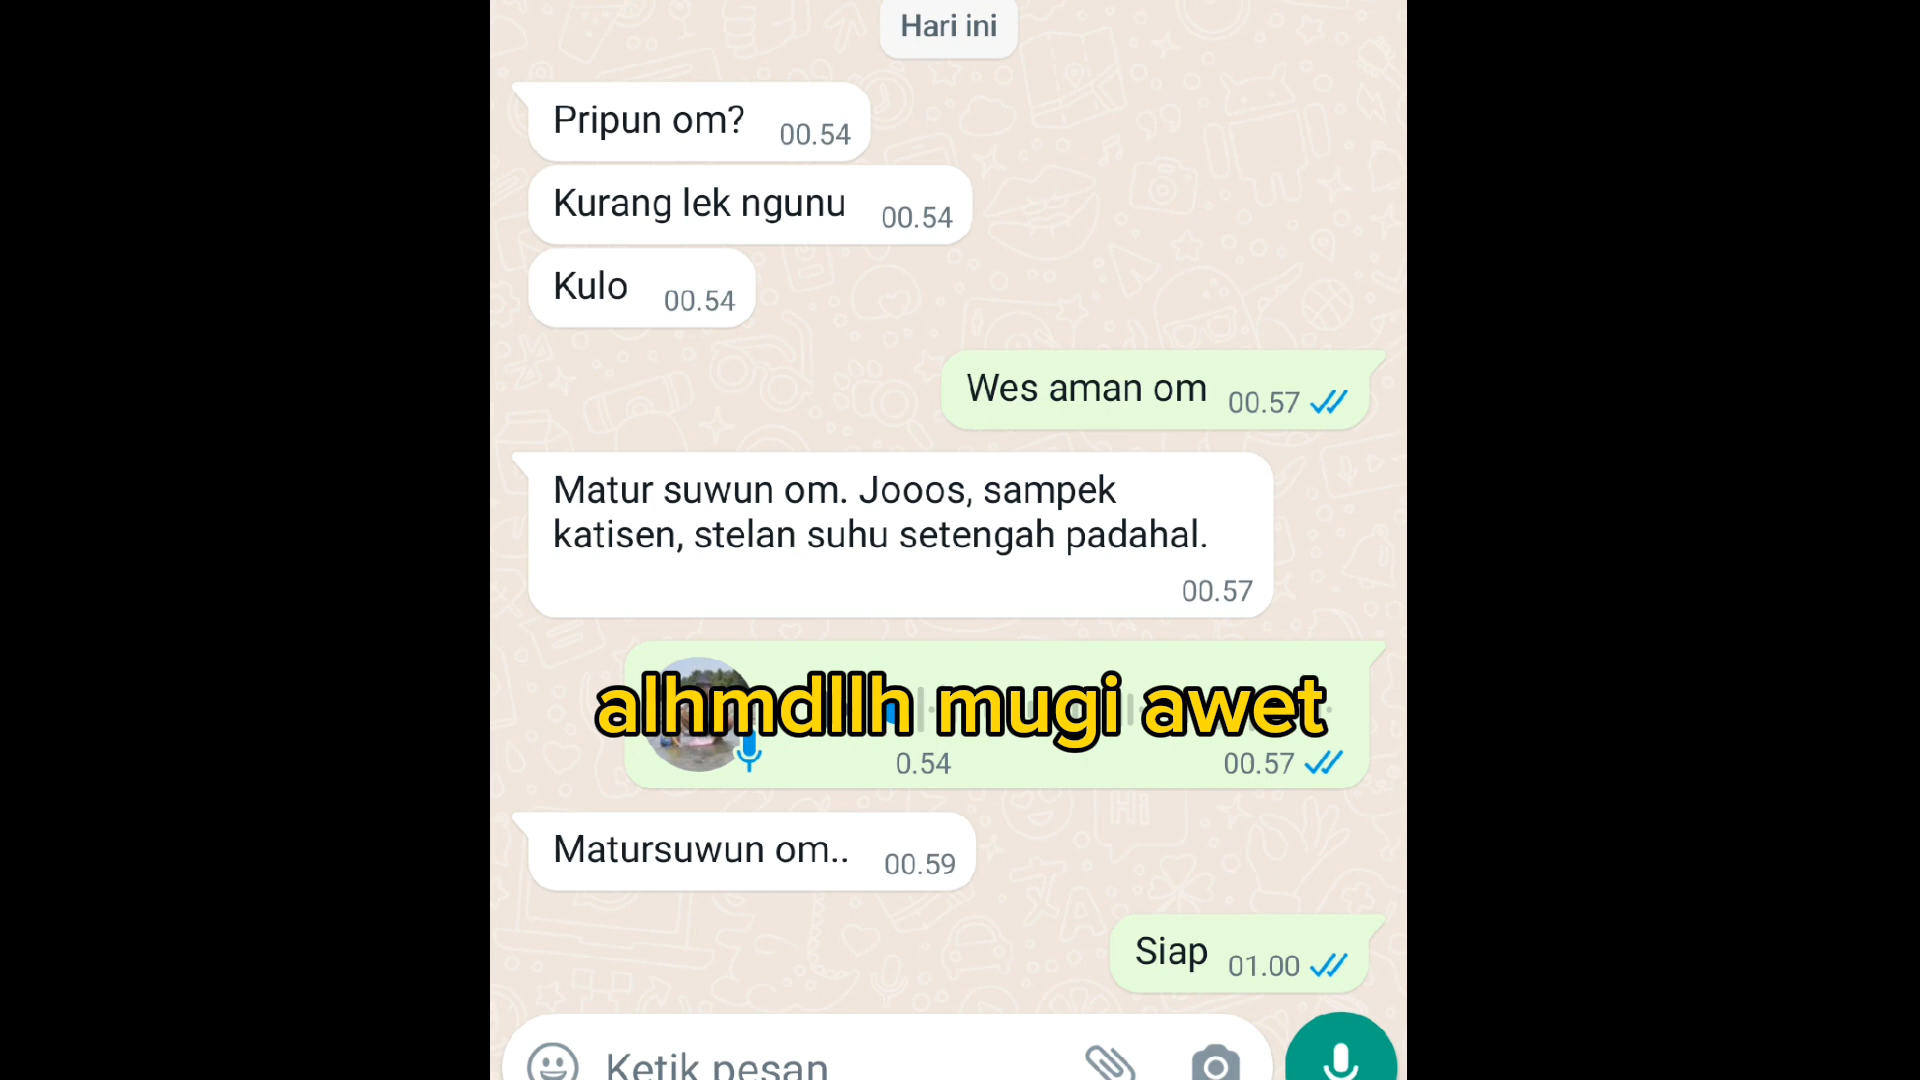 Hari ini
Pripun om? 00.54
Kurang lek ngunu 00.54
Kulo 00.54
Wes aman om 00.57
Matur suwun om. Jooos, sampek
katisen, stelan suhu setengah padahal.
00.57
alhmdllh mugi awet
0.54 00.57
Matursuwun om.. 00.59
Siap 01.00
Ketik pesan